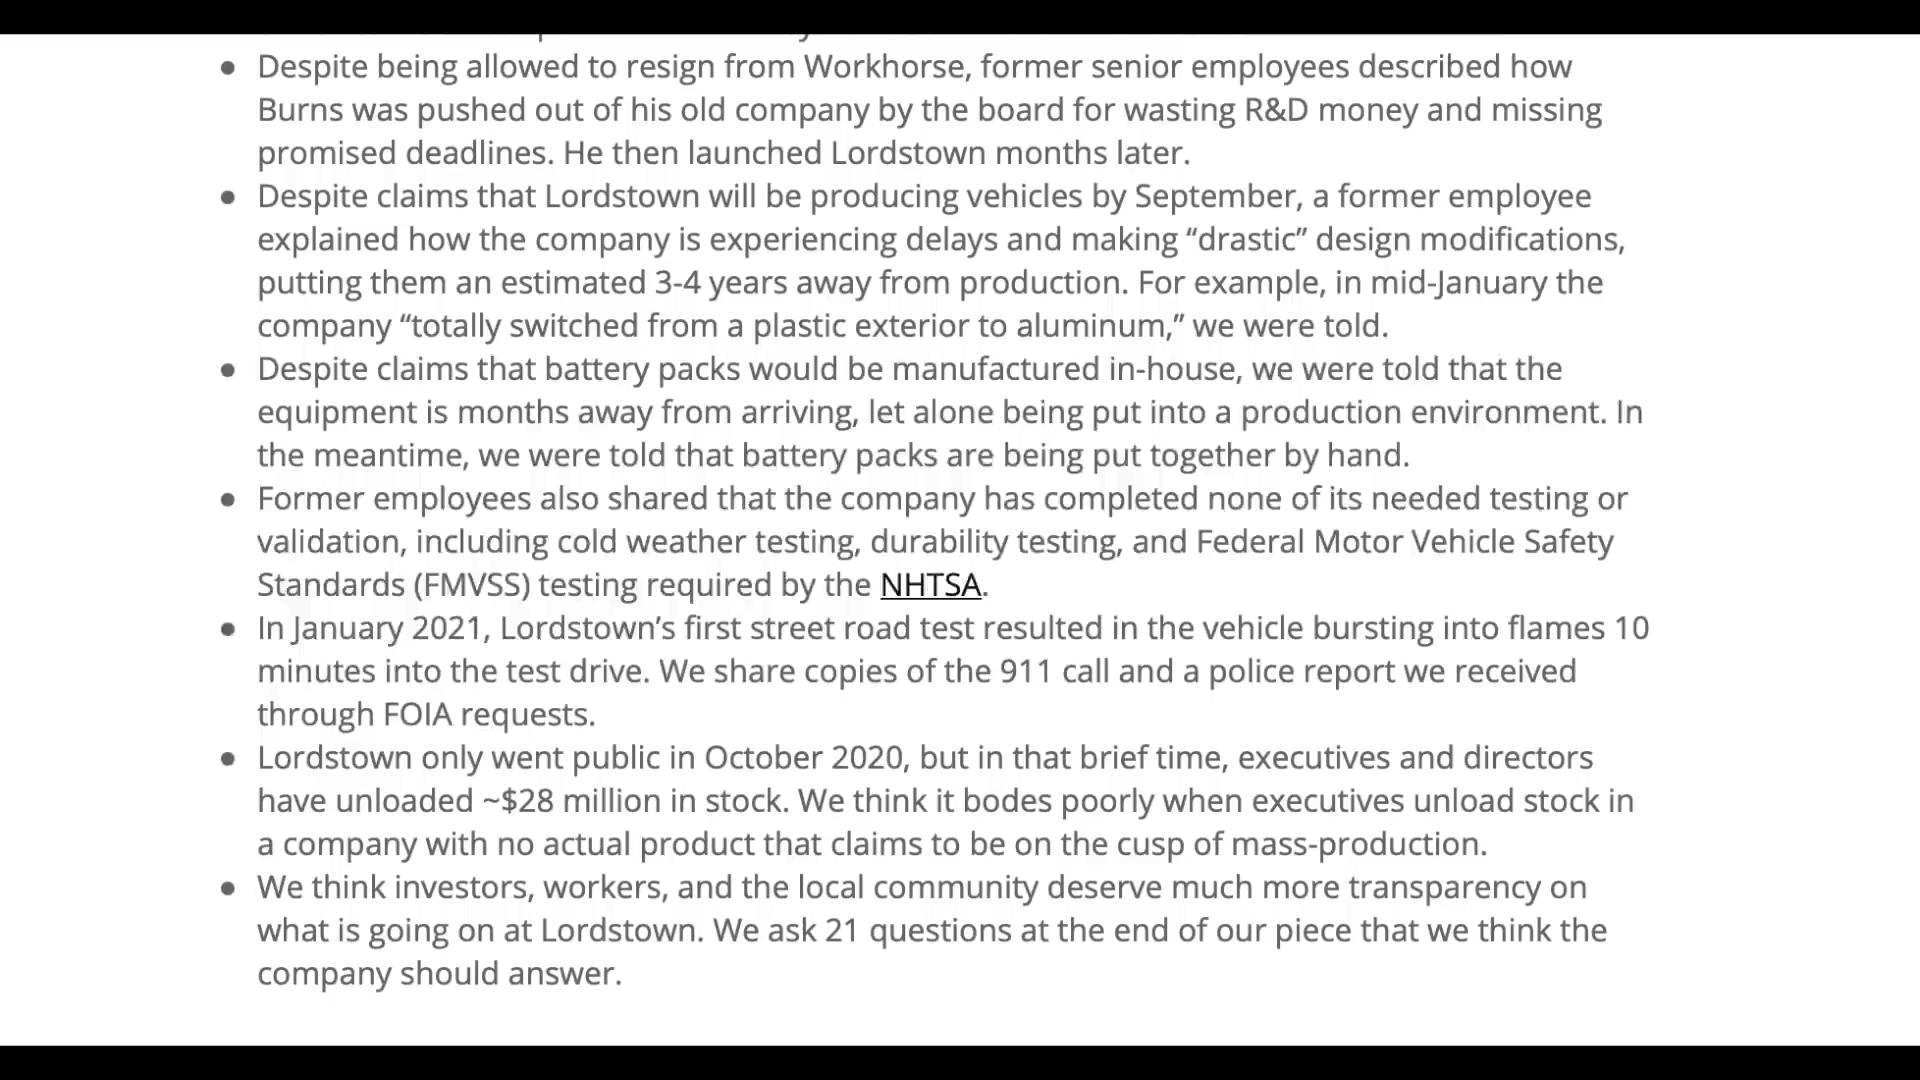 ● Despite being allowed to resign from Workhorse, former senior employees described how
Burns was pushed out of his old company by the board for wasting R&D money and missing
promised deadlines. He then launched Lordstown months later.
● Despite claims that Lordstown will be producing vehicles by September, a former employee
explained how the company is experiencing delays and making “drastic” design modifications,
putting them an estimated 3-4 years away from production. For example, in mid-January the
company “totally switched from a plastic exterior to aluminum,” we were told.
● Despite claims that battery packs would be manufactured in-house, we were told that the
equipment is months away from arriving, let alone being put into a production environment. In
the meantime, we were told that battery packs are being put together by hand.
● Former employees also shared that the company has completed none of its needed testing or
validation, including cold weather testing, durability testing, and Federal Motor Vehicle Safety
Standards (FMVSS) testing required by the NHTSA.
● In January 2021, Lordstown’s first street road test resulted in the vehicle bursting into flames 10
minutes into the test drive. We share copies of the 911 call and a police report we received
through FOIA requests.
● Lordstown only went public in October 2020, but in that brief time, executives and directors
have unloaded ~$28 million in stock. We think it bodes poorly when executives unload stock in
a company with no actual product that claims to be on the cusp of mass-production.
● We think investors, workers, and the local community deserve much more transparency on
what is going on at Lordstown. We ask 21 questions at the end of our piece that we think the
company should answer.